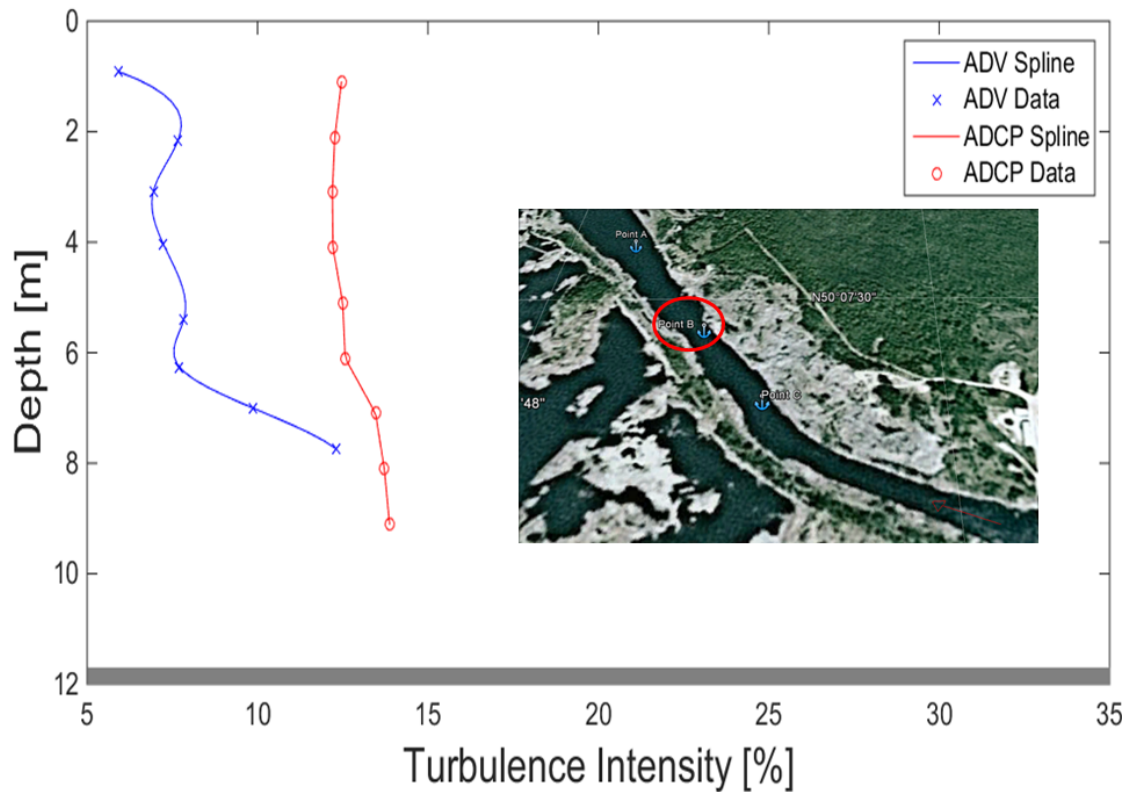 0
2
4
6
8
10
12
Depth [m]
5
10
15
20
25
30
35
Turbulence Intensity [%]
ADV Spline
ADV Data
ADCP Spline
ADCP Data
Point A
N50°07'30"
Point B
'48"
Point C